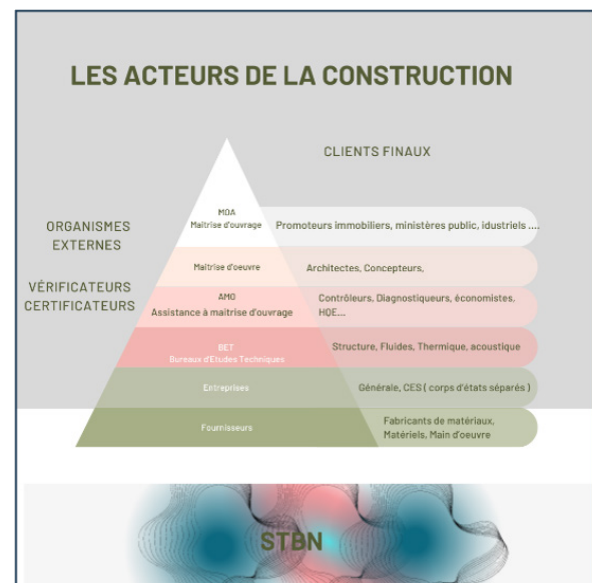 LES ACTEURS DE LA CONSTRUCTION
CLIENTS FINAUX
ORGANISMES
EXTERNES
VÉRIFICATEURS
CERTIFICATEURS
MOA
Maitrise d'ouvrage
Promoteurs immobiliers, ministères public, idustriels ....
Maitrise d'oeuvre
Architectes, Concepteurs,
AMO
Assistance à maitrise d'ouvrage
Contrôleurs, Diagnostiqueurs, économistes,
HQE...
BET
Bureaux d'Etudes Techniques
Structure, Fluides, Thermique, acoustique
Entreprises
Générale, CES ( corps d'états séparés )
Fournisseurs
Fabricants de matériaux,
Matériels, Main d'oeuvre
STBN